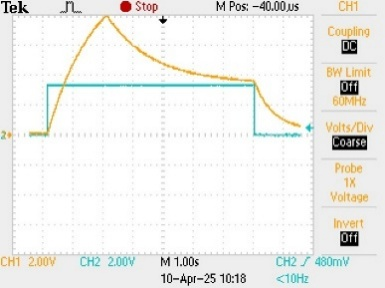 Tek Stop M Pos: -40.00us CH1
Coupling
DC
BW Limit
Off
60MHz
2
Volts/Div
Coarse
Probe
1X
Voltage
Invert
Off
CH1 2.00V CH2 2.00V M 1.00s CH2 480mV
10-Apr-25 10:18 <10Hz